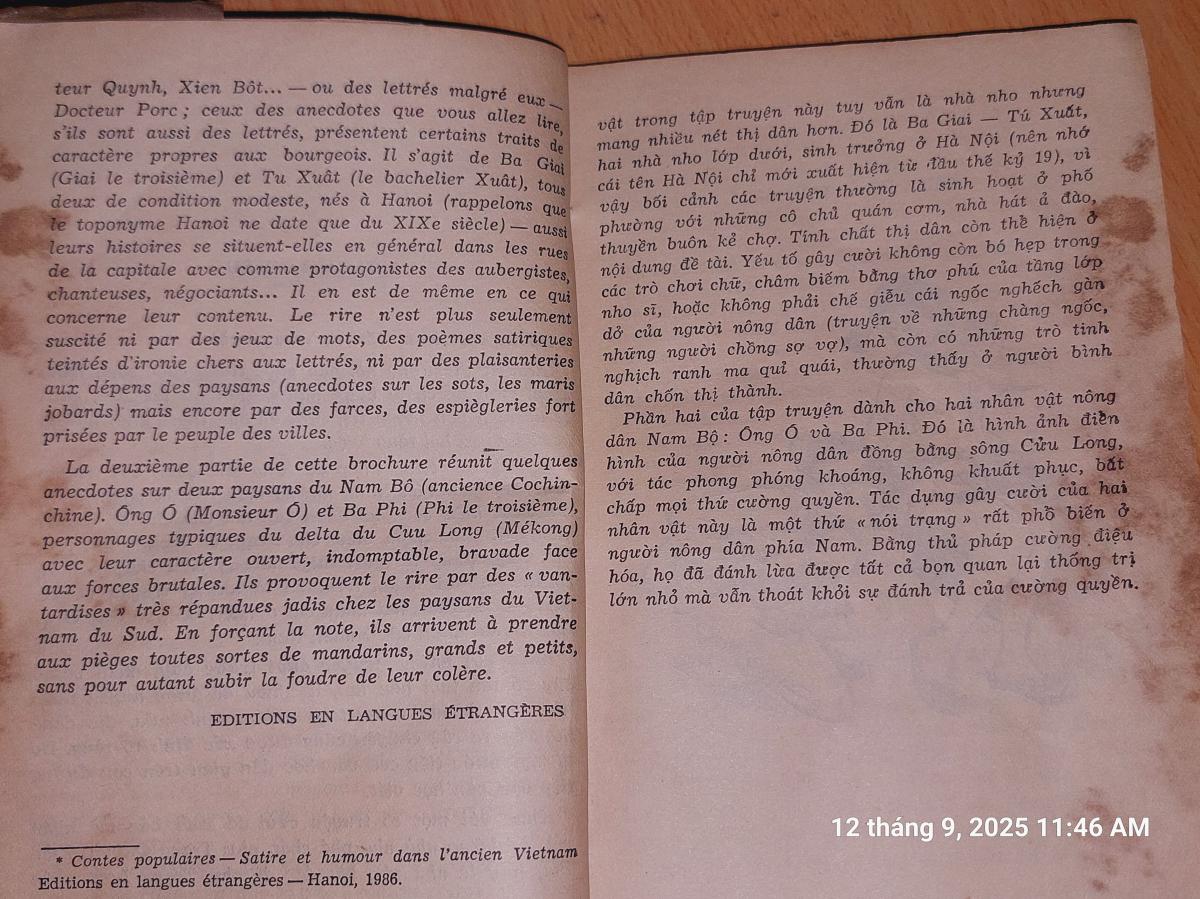 teur Quynh, Xien Bôt... — ou des lettrés malgré eux —
Docteur Porc ; ceux des anecdotes que vous allez lire,
s'ils sont aussi des lettrés, présentent certains traits de
caractère propres aux bourgeois. Il s'agit de Ba Giai
(Giai le troisième) et Tu Xuât (le bachelier Xuât), tous
deux de condition modeste, nés à Hanoi (rappelons que
le toponyme Hanoi ne date que du XIXe siècle) — aussi
leurs histoires se situent-elles en général dans les rues
de la capitale avec comme protagonistes des aubergistes,
chanteuses, négociants... Il en est de même en ce qui
concerne leur contenu. Le rire n'est plus seulement
suscité ni par des jeux de mots, des poèmes satiriques
teintés d'ironie chers aux lettrés, ni par des plaisanteries
aux dépens des paysans (anecdotes sur les sots, les maris
jobards) mais encore par des farces, des espiègleries fort
prisées par le peuple des villes.
La deuxième partie de cette brochure réunit quelques
anecdotes sur deux paysans du Nam Bô (ancience Cochin-
chine). Ông Ó (Monsieur Ó) et Ba Phi (Phi le troisième),
personnages typiques du delta du Cuu Long (Mékong)
avec leur caractère ouvert, indomptable, bravade face
aux forces brutales. Ils provoquent le rire par des « van-
tardises » très répandues jadis chez les paysans du Viet-
nam du Sud. En forçant la note, ils arrivent à prendre
aux pièges toutes sortes de mandarins, grands et petits,
sans pour autant subir la foudre de leur colère.
EDITIONS EN LANGUES ÉTRANGÈRES
* Contes populaires — Satire et humour dans l'ancien Vietnam
Editions en langues étrangères — Hanoi, 1986.
vật trong tập truyện này tuy vẫn là nhà nho nhưng
mang nhiều nét thị dân hơn. Đó là Ba Giai — Tú Xuất,
hai nhà nho lớp dưới, sinh trưởng ở Hà Nội (nên nhớ
cái tên Hà Nội chỉ mới xuất hiện từ đầu thế kỷ 19), vì
vậy bối cảnh các truyện thường là sinh hoạt ở phố
phường với những cô chủ quán cơm, nhà hát ả đào,
thuyền buôn kẻ chợ. Tính chất thị dân còn thể hiện ở
nội dung đề tài. Yếu tố gây cười không còn bó hẹp trong
các trò chơi chữ, châm biếm bằng thơ phú của tầng lớp
nho sĩ, hoặc không phải chế giễu cái ngốc nghếch gàn
dở của người nông dân (truyện về những chàng ngốc,
những người chồng sợ vợ), mà còn có những trò tinh
nghịch ranh ma quỉ quái, thường thấy ở người bình
dân chốn thị thành.
Phần hai của tập truyện dành cho hai nhân vật nông
dân Nam Bộ : Ông Ó và Ba Phi. Đó là hình ảnh điển
hình của người nông dân đồng bằng sông Cửu Long,
với tác phong phóng khoáng, không khuất phục, bất
chấp mọi thứ cường quyền. Tác dụng gây cười của hai
nhân vật này là một thứ « nói trạng » rất phổ biến ở
người nông dân phía Nam. Bằng thủ pháp cường điệu
hóa, họ đã đánh lừa được tất cả bọn quan lại thống trị
lớn nhỏ mà vẫn thoát khỏi sự đánh trả của cường quyền.
12 tháng 9, 2025 11:46 AM